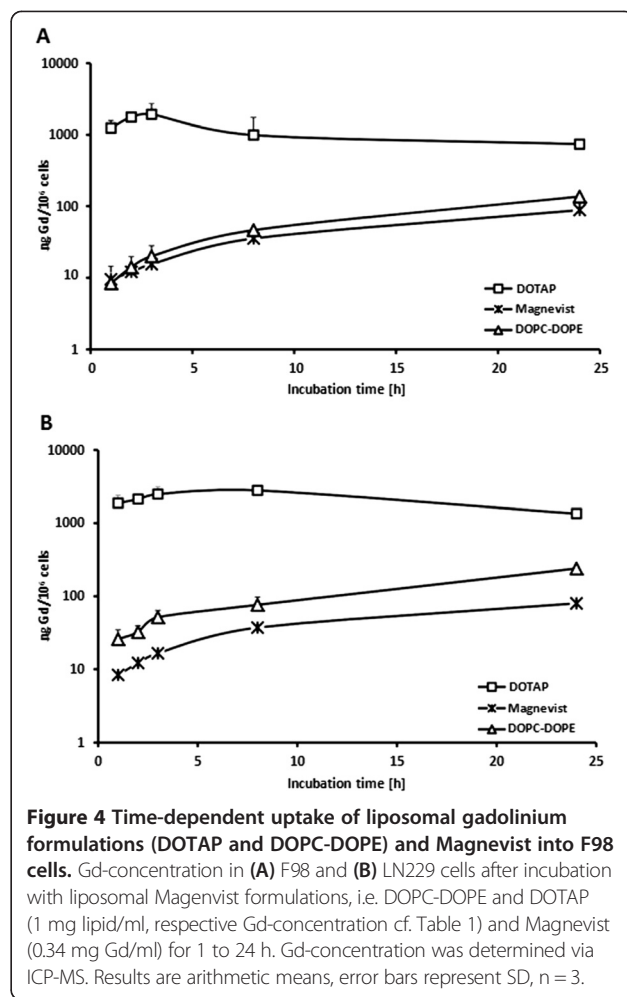 A
10000
1000
100
10
1
ng Gd/10⁶ cells
0 5 10 15 20 25
Incubation time [h]
DOTAP
Magnevist
DOPC-DOPE
B
10000
1000
100
10
1
ng Gd/10⁶ cells
0 5 10 15 20 25
Incubation time [h]
DOTAP
Magnevist
DOPC-DOPE
Figure 4 Time-dependent uptake of liposomal gadolinium
formulations (DOTAP and DOPC-DOPE) and Magnevist into F98
cells. Gd-concentration in (A) F98 and (B) LN229 cells after incubation
with liposomal Magenvist formulations, i.e. DOPC-DOPE and DOTAP
(1 mg lipid/ml, respective Gd-concentration cf. Table 1) and Magnevist
(0.34 mg Gd/ml) for 1 to 24 h. Gd-concentration was determined via
ICP-MS. Results are arithmetic means, error bars represent SD, n = 3.